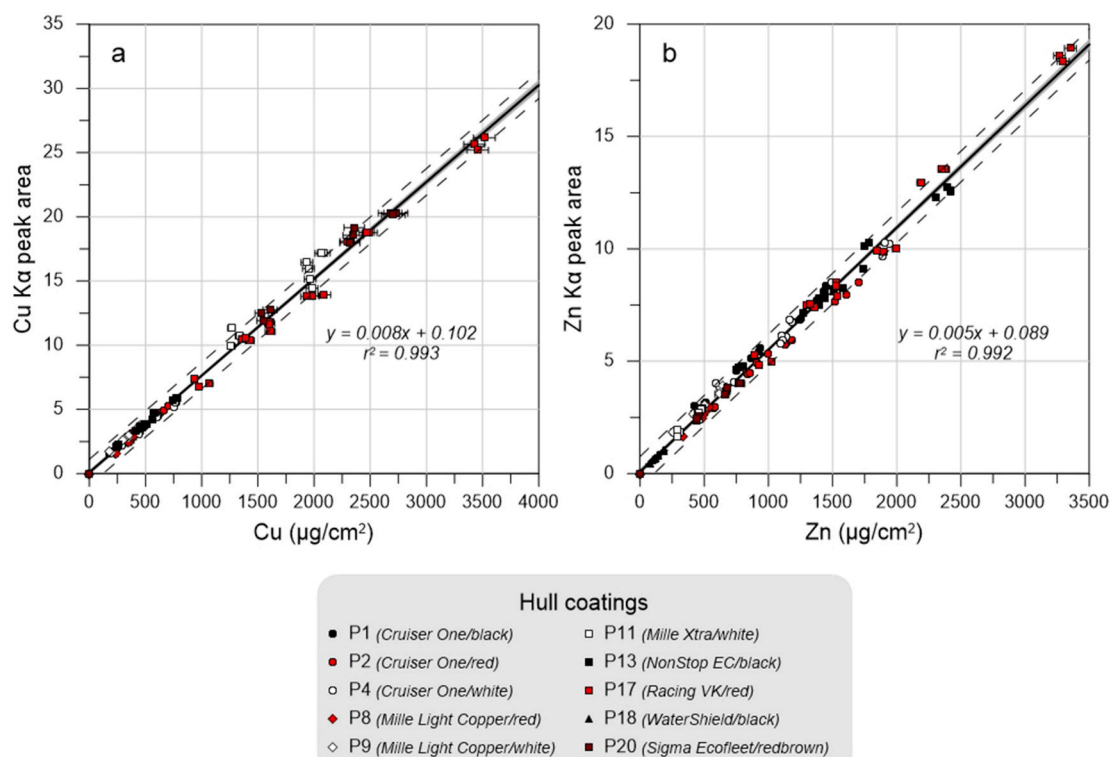 a
Cu Kα peak area
35
30
25
20
15
10
5
0
0 500 1000 1500 2000 2500 3000 3500 4000
Cu (µg/cm²)
y = 0.008x + 0.102
r² = 0.993
b
Zn Kα peak area
20
15
10
5
0
0 500 1000 1500 2000 2500 3000 3500
Zn (µg/cm²)
y = 0.005x + 0.089
r² = 0.992
Hull coatings
P1 (Cruiser One/black)
P2 (Cruiser One/red)
P4 (Cruiser One/white)
P8 (Mille Light Copper/red)
P9 (Mille Light Copper/white)
P11 (Mille Xtra/white)
P13 (NonStop EC/black)
P17 (Racing VK/red)
P18 (WaterShield/black)
P20 (Sigma Ecofleet/redbrown)